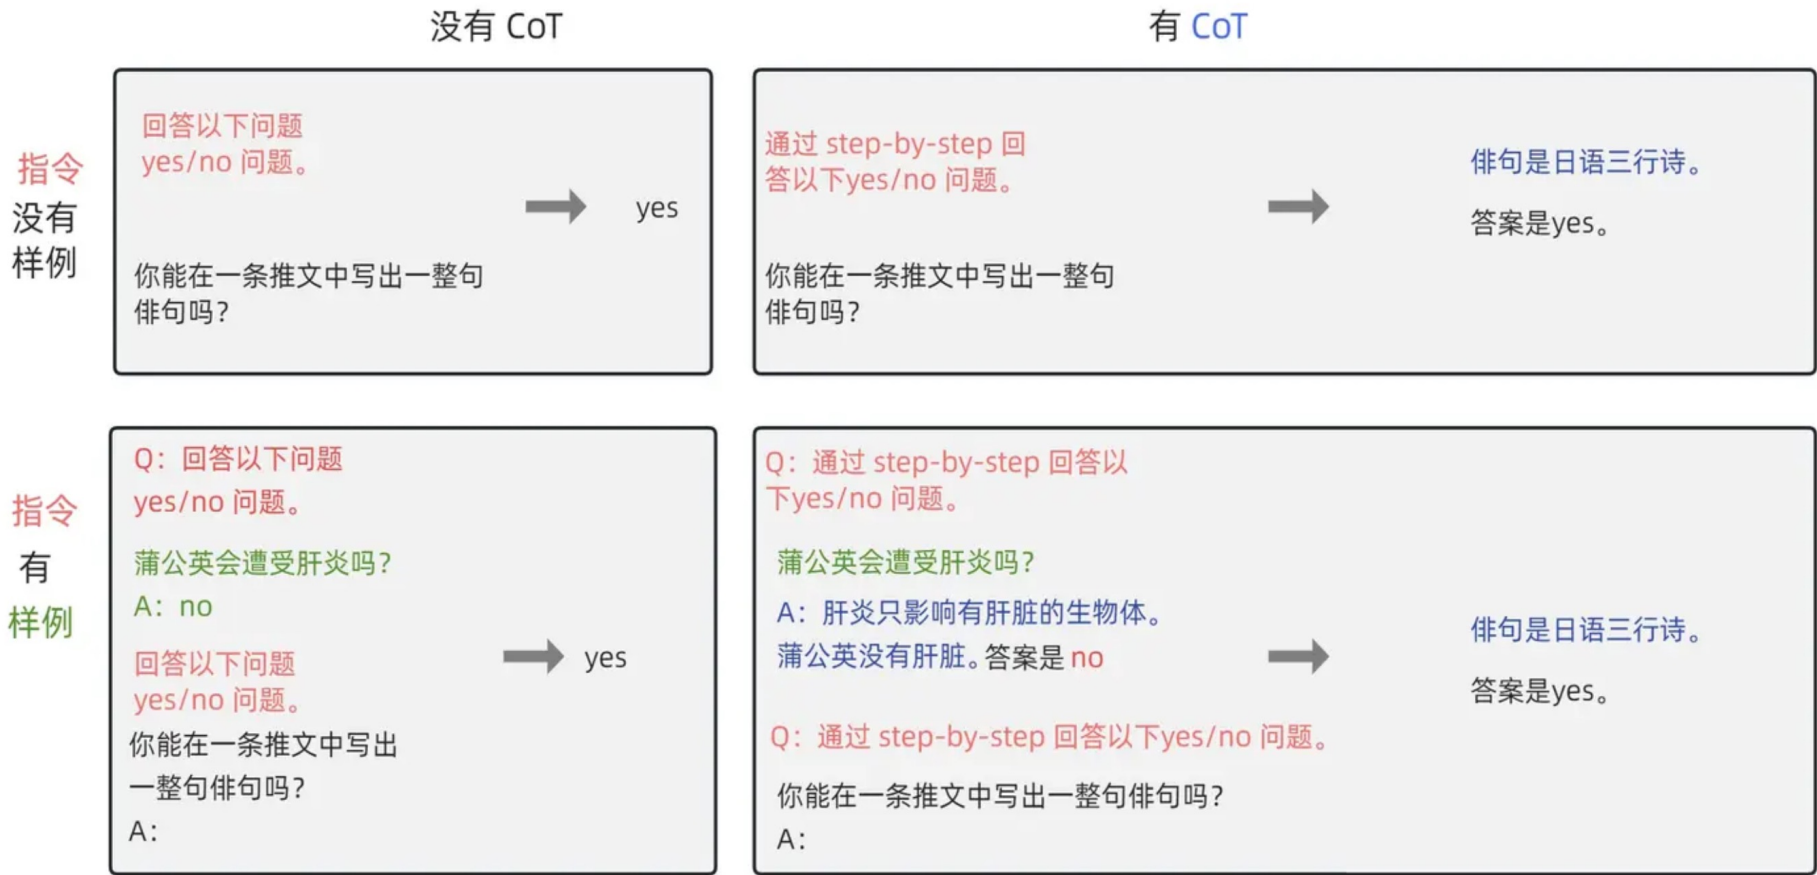 没有 CoT
有 CoT
指令
没有
样例
回答以下问题
yes/no 问题。
你能在一条推文中写出一整句
俳句吗？
yes
通过 step-by-step 回
答以下yes/no 问题。
你能在一条推文中写出一整句
俳句吗？
俳句是日语三行诗。
答案是yes。
指令
有
样例
Q：回答以下问题
yes/no 问题。
蒲公英会遭受肝炎吗？
A：no
回答以下问题
yes/no 问题。
你能在一条推文中写出
一整句俳句吗？
A：
yes
Q：通过 step-by-step 回答以
下yes/no 问题。
蒲公英会遭受肝炎吗？
A：肝炎只影响有肝脏的生物体。
蒲公英没有肝脏。答案是 no
Q：通过 step-by-step 回答以下yes/no 问题。
你能在一条推文中写出一整句俳句吗？
A：
俳句是日语三行诗。
答案是yes。